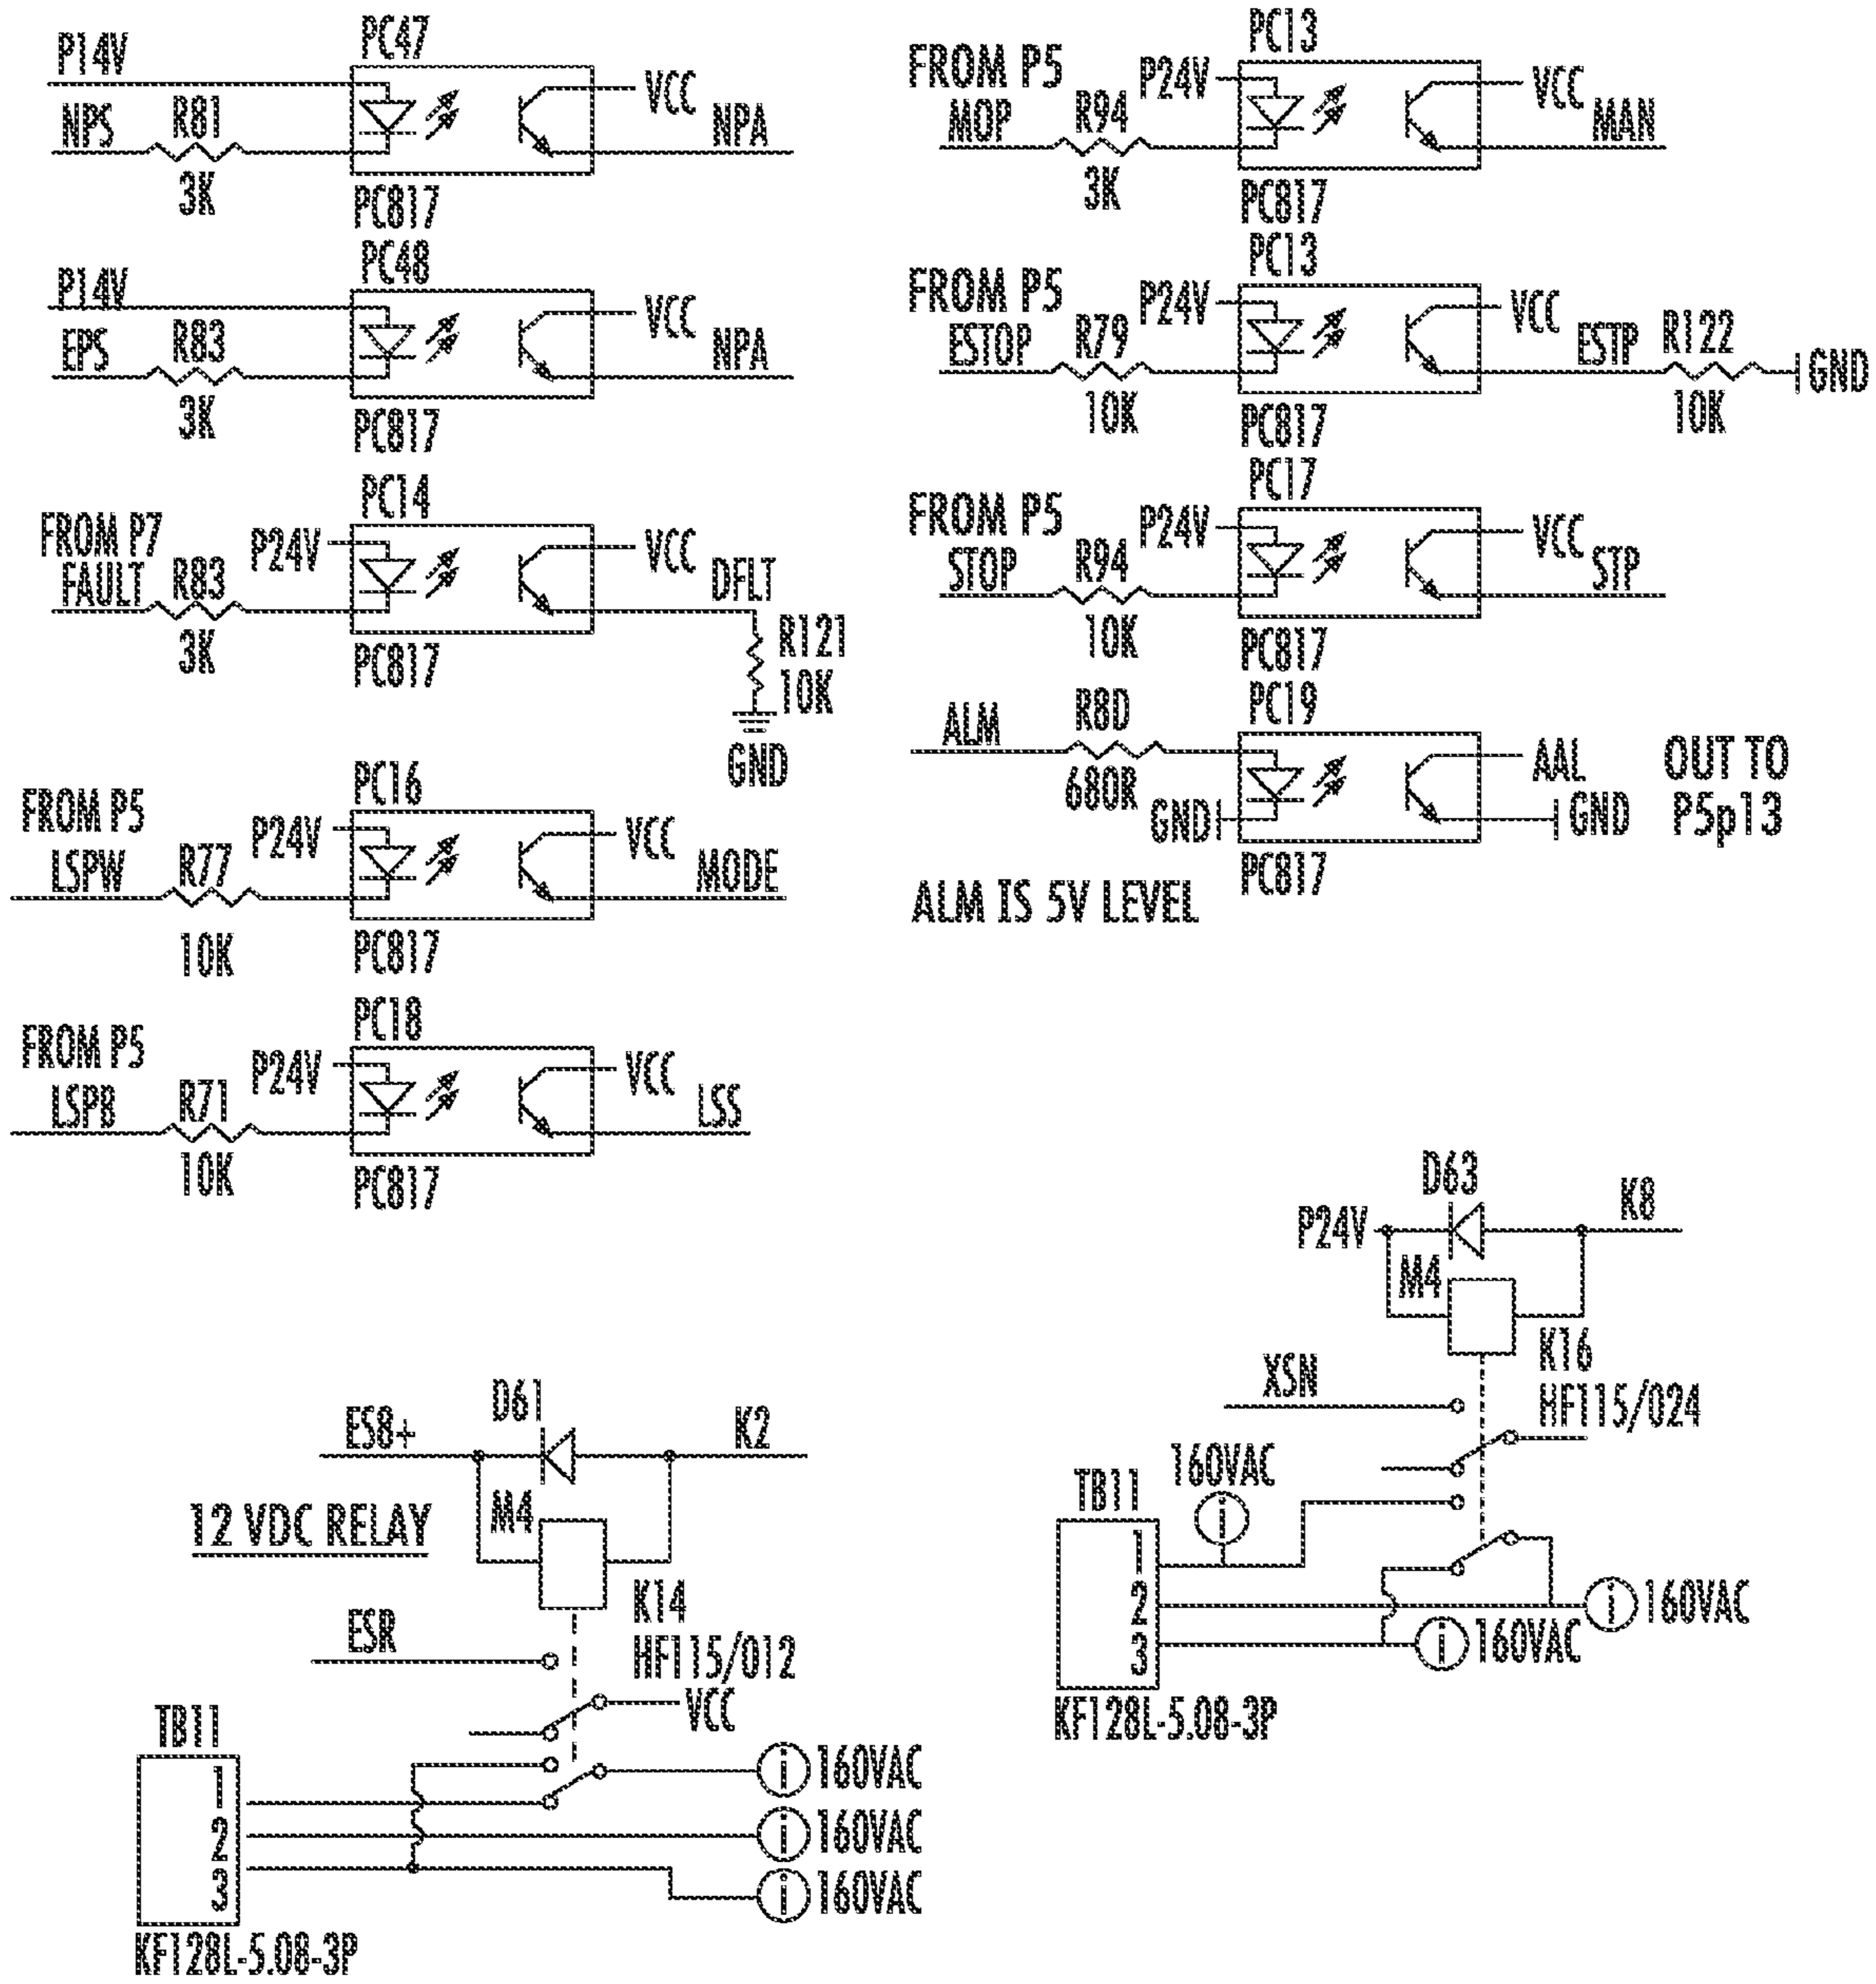 PC47
P14V
VCC
NPS
R81
NPA
3K
PC817
PC48
P14V
VCC
EPS
R83
NPA
3K
PC817
PC14
FROM P7
P24V
VCC
FAULT
R83
DFLT
3K
PC817
R121
10K
GND
PC16
FROM P5
P24V
VCC
LSPW
R77
MODE
10K
PC817
PC18
FROM P5
P24V
VCC
LSPB
R71
LSS
10K
PC817
PC13
FROM P5
P24V
VCC
MOP
R94
MAN
3K
PC817
PC13
FROM P5
P24V
VCC
ESTOP
R79
ESTP
R122
GND
10K
10K
PC817
PC17
FROM P5
P24V
VCC
STOP
R94
STP
10K
PC817
PC19
ALM
R8D
AAL
OUT TO
680R
GND
GND
P5p13
PC817
ALM IS 5V LEVEL
D63
K8
P24V
M4
K16
HF115/024
XSN
160VAC
TB11
1
2
160VAC
3
160VAC
KF128L-5.08-3P
D61
ES8+
K2
12 VDC RELAY
M4
K14
ESR
HF115/012
VCC
TB11
1
160VAC
2
160VAC
3
160VAC
KF128L-5.08-3P